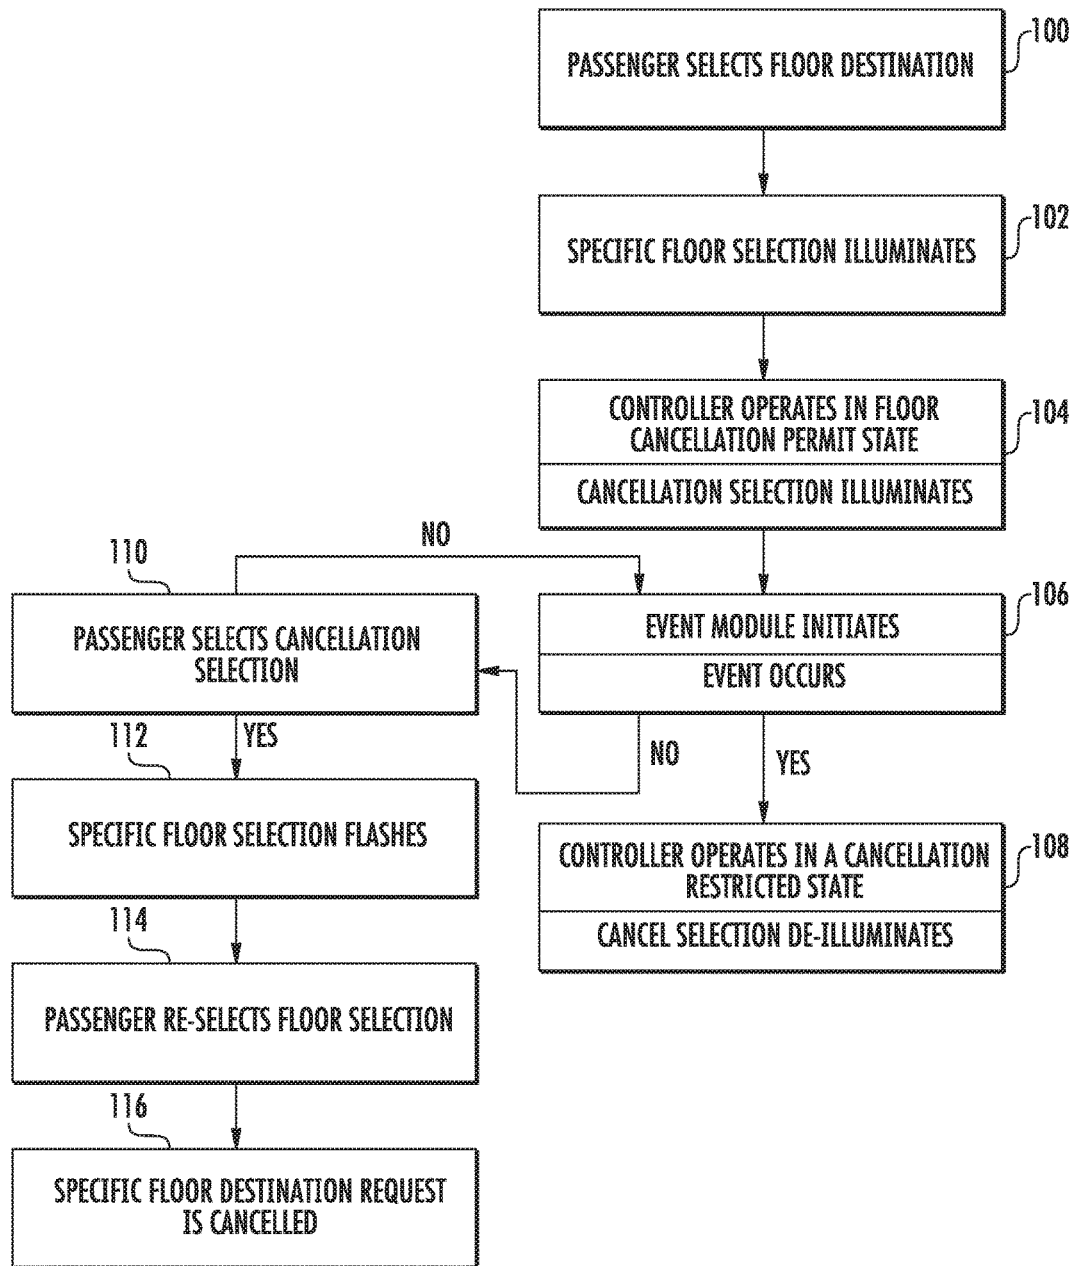 100
PASSENGER SELECTS FLOOR DESTINATION
102
SPECIFIC FLOOR SELECTION ILLUMINATES
104
CONTROLLER OPERATES IN FLOOR
CANCELLATION PERMIT STATE
CANCELLATION SELECTION ILLUMINATES
106
EVENT MODULE INITIATES
EVENT OCCURS
NO
YES
108
CONTROLLER OPERATES IN A CANCELLATION
RESTRICTED STATE
CANCEL SELECTION DE-ILLUMINATES
110
NO
PASSENGER SELECTS CANCELLATION
SELECTION
YES
112
SPECIFIC FLOOR SELECTION FLASHES
114
PASSENGER RE-SELECTS FLOOR SELECTION
116
SPECIFIC FLOOR DESTINATION REQUEST
IS CANCELLED